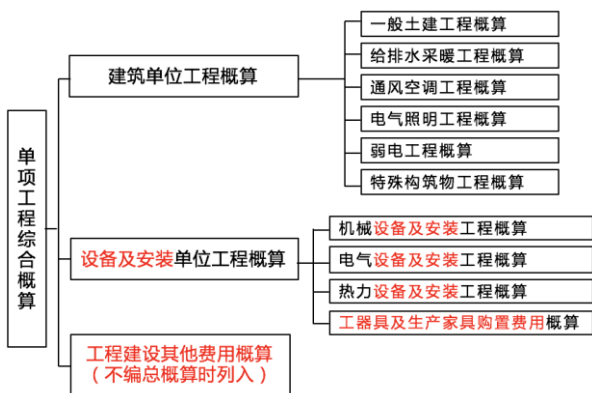 单项工程综合概算
建筑单位工程概算
一般土建工程概算
给排水采暖工程概算
通风空调工程概算
电气照明工程概算
弱电工程概算
特殊构筑物工程概算
设备及安装单位工程概算
机械设备及安装工程概算
电气设备及安装工程概算
热力设备及安装工程概算
工器具及生产家具购置费用概算
工程建设其他费用概算
（不编总概算时列入）